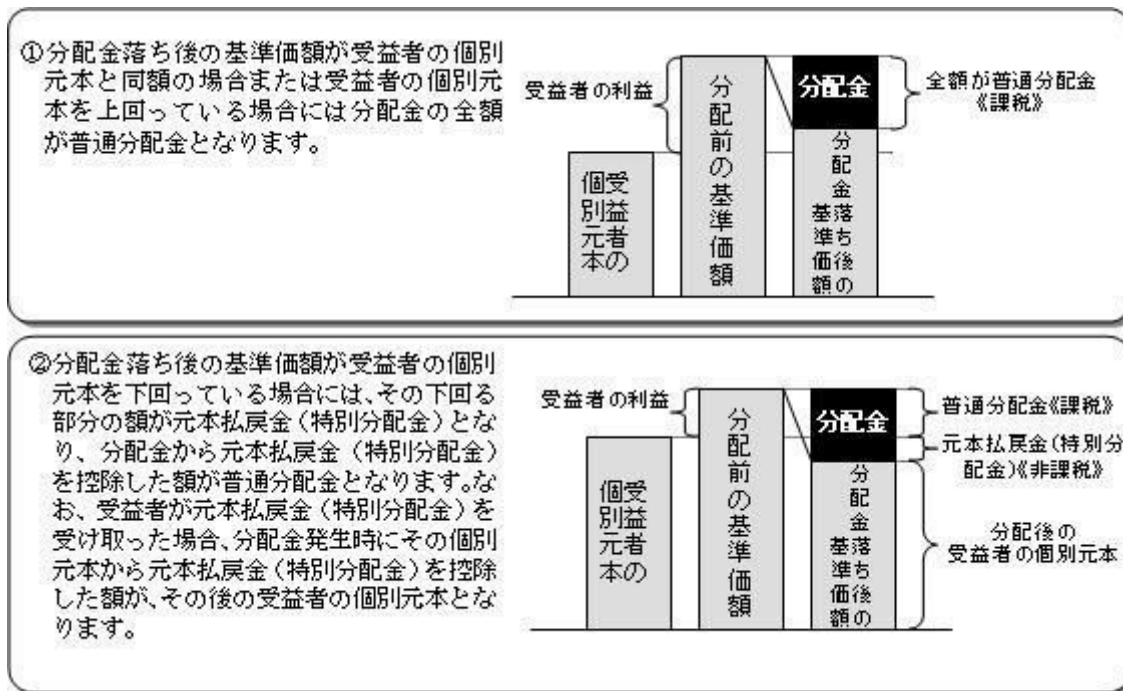 ①分配金落ち後の基準価額が受益者の個別
元本と同額の場合または受益者の個別元
本を上回っている場合には分配金の全額
が普通分配金となります。
受益者の利益
個別元本の受益者の
分配前の基準価額
分配金
分配金落ち後の基準価額
全額が普通分配金
《課税》
②分配金落ち後の基準価額が受益者の個別
元本を下回っている場合には、その下回る
部分の額が元本払戻金(特別分配金)とな
り、分配金から元本払戻金(特別分配金)
を控除した額が普通分配金となります。な
お、受益者が元本払戻金(特別分配金)を
受け取った場合、分配金発生時にその個別
元本から元本払戻金(特別分配金)を控除
した額が、その後の受益者の個別元本とな
ります。
受益者の利益
受益者の
個別元本
分配前の基準価額
分配金
分配金落ち後の
基準価額
普通分配金《課税》
元本払戻金(特別分
配金)《非課税》
分配後の
受益者の個別元本